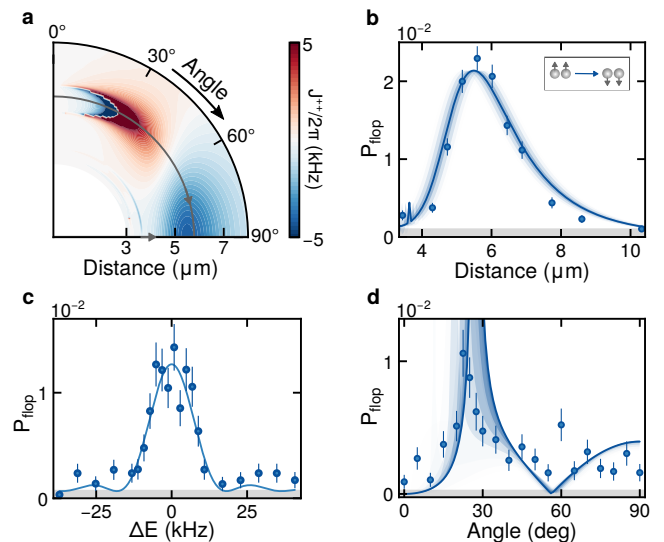 a
0°
30°
Angle
60°
90°
3
5
7
Distance (µm)
5
-5
J⁺⁺/2π (kHz)
b
10⁻²
2
1
0
P_flop
4
6
8
10
Distance (µm)
c
10⁻²
1
0
P_flop
−25
0
25
ΔE (kHz)
d
10⁻²
1
0
P_flop
0
30
60
90
Angle (deg)